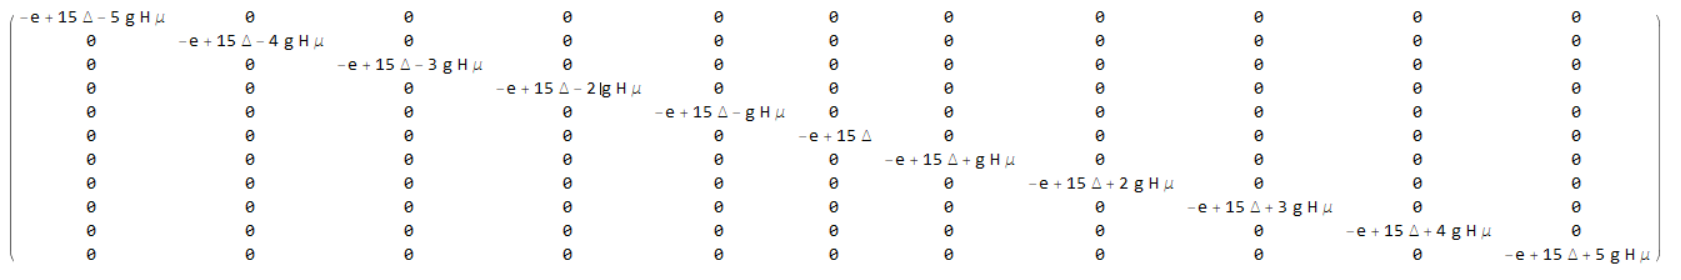 -e + 15 Δ - 5 g H μ 0 0 0 0 0 0 0 0 0 0
0 -e + 15 Δ - 4 g H μ 0 0 0 0 0 0 0 0 0
0 0 -e + 15 Δ - 3 g H μ 0 0 0 0 0 0 0 0
0 0 0 -e + 15 Δ - 2 g H μ 0 0 0 0 0 0 0
0 0 0 0 -e + 15 Δ - g H μ 0 0 0 0 0 0
0 0 0 0 0 -e + 15 Δ 0 0 0 0 0
0 0 0 0 0 0 -e + 15 Δ + g H μ 0 0 0 0
0 0 0 0 0 0 0 -e + 15 Δ + 2 g H μ 0 0 0
0 0 0 0 0 0 0 0 -e + 15 Δ + 3 g H μ 0 0
0 0 0 0 0 0 0 0 0 -e + 15 Δ + 4 g H μ 0
0 0 0 0 0 0 0 0 0 0 -e + 15 Δ + 5 g H μ